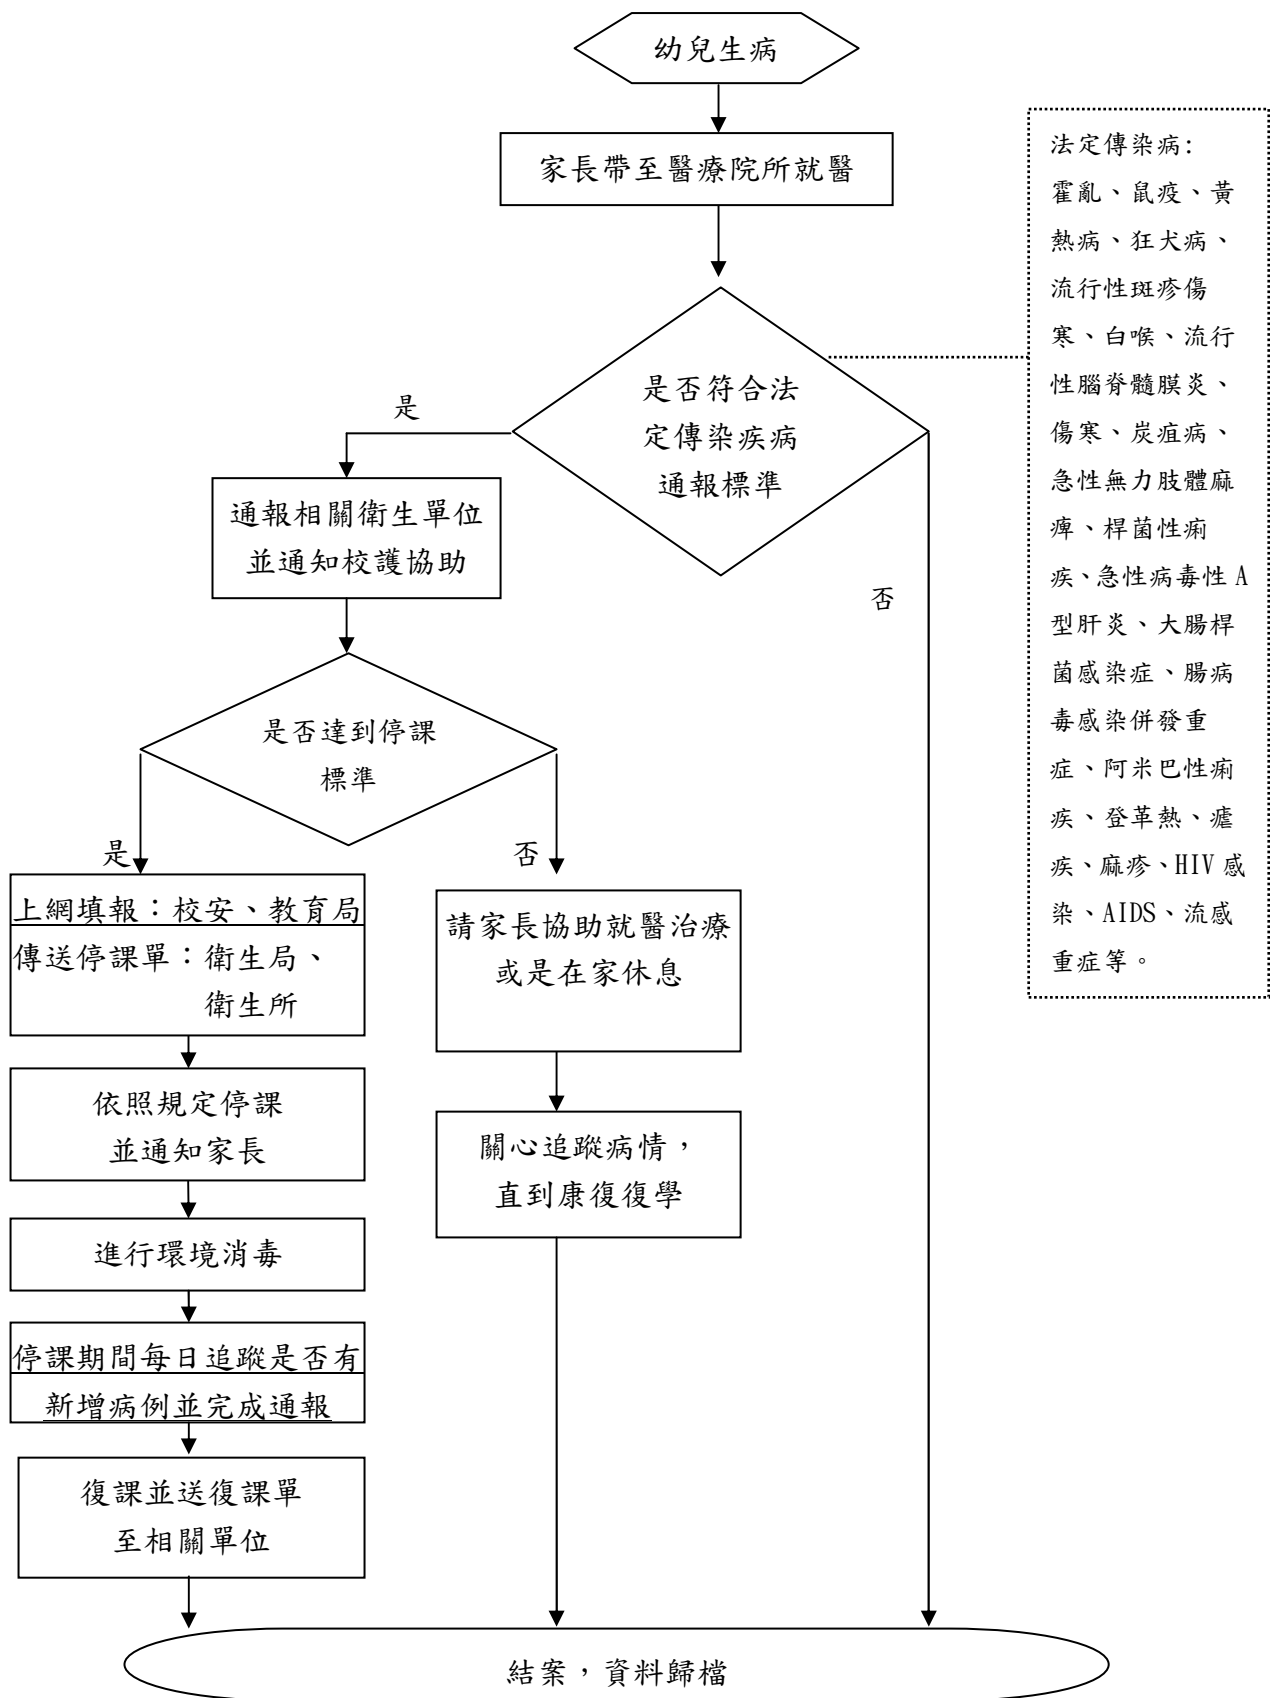 幼兒生病
家長帶至醫療院所就醫
法定傳染病:
霍亂、鼠疫、黃
熱病、狂犬病、
流行性斑疹傷
寒、白喉、流行
性腦脊髓膜炎、
傷寒、炭疽病、
急性無力肢體麻
痺、桿菌性痢
疾、急性病毒性A
型肝炎、大腸桿
菌感染症、腸病
毒感染併發重
症、阿米巴性痢
疾、登革熱、瘧
疾、麻疹、HIV感
染、AIDS、流感
重症等。
是否符合法
定傳染疾病
通報標準
是
否
通報相關衛生單位
並通知校護協助
是否達到停課
標準
是
否
上網填報：校安、教育局
傳送停課單：衛生局、
衛生所
請家長協助就醫治療
或是在家休息
依照規定停課
並通知家長
關心追蹤病情，
直到康復復學
進行環境消毒
停課期間每日追蹤是否有
新增病例並完成通報
復課並送復課單
至相關單位
結案，資料歸檔